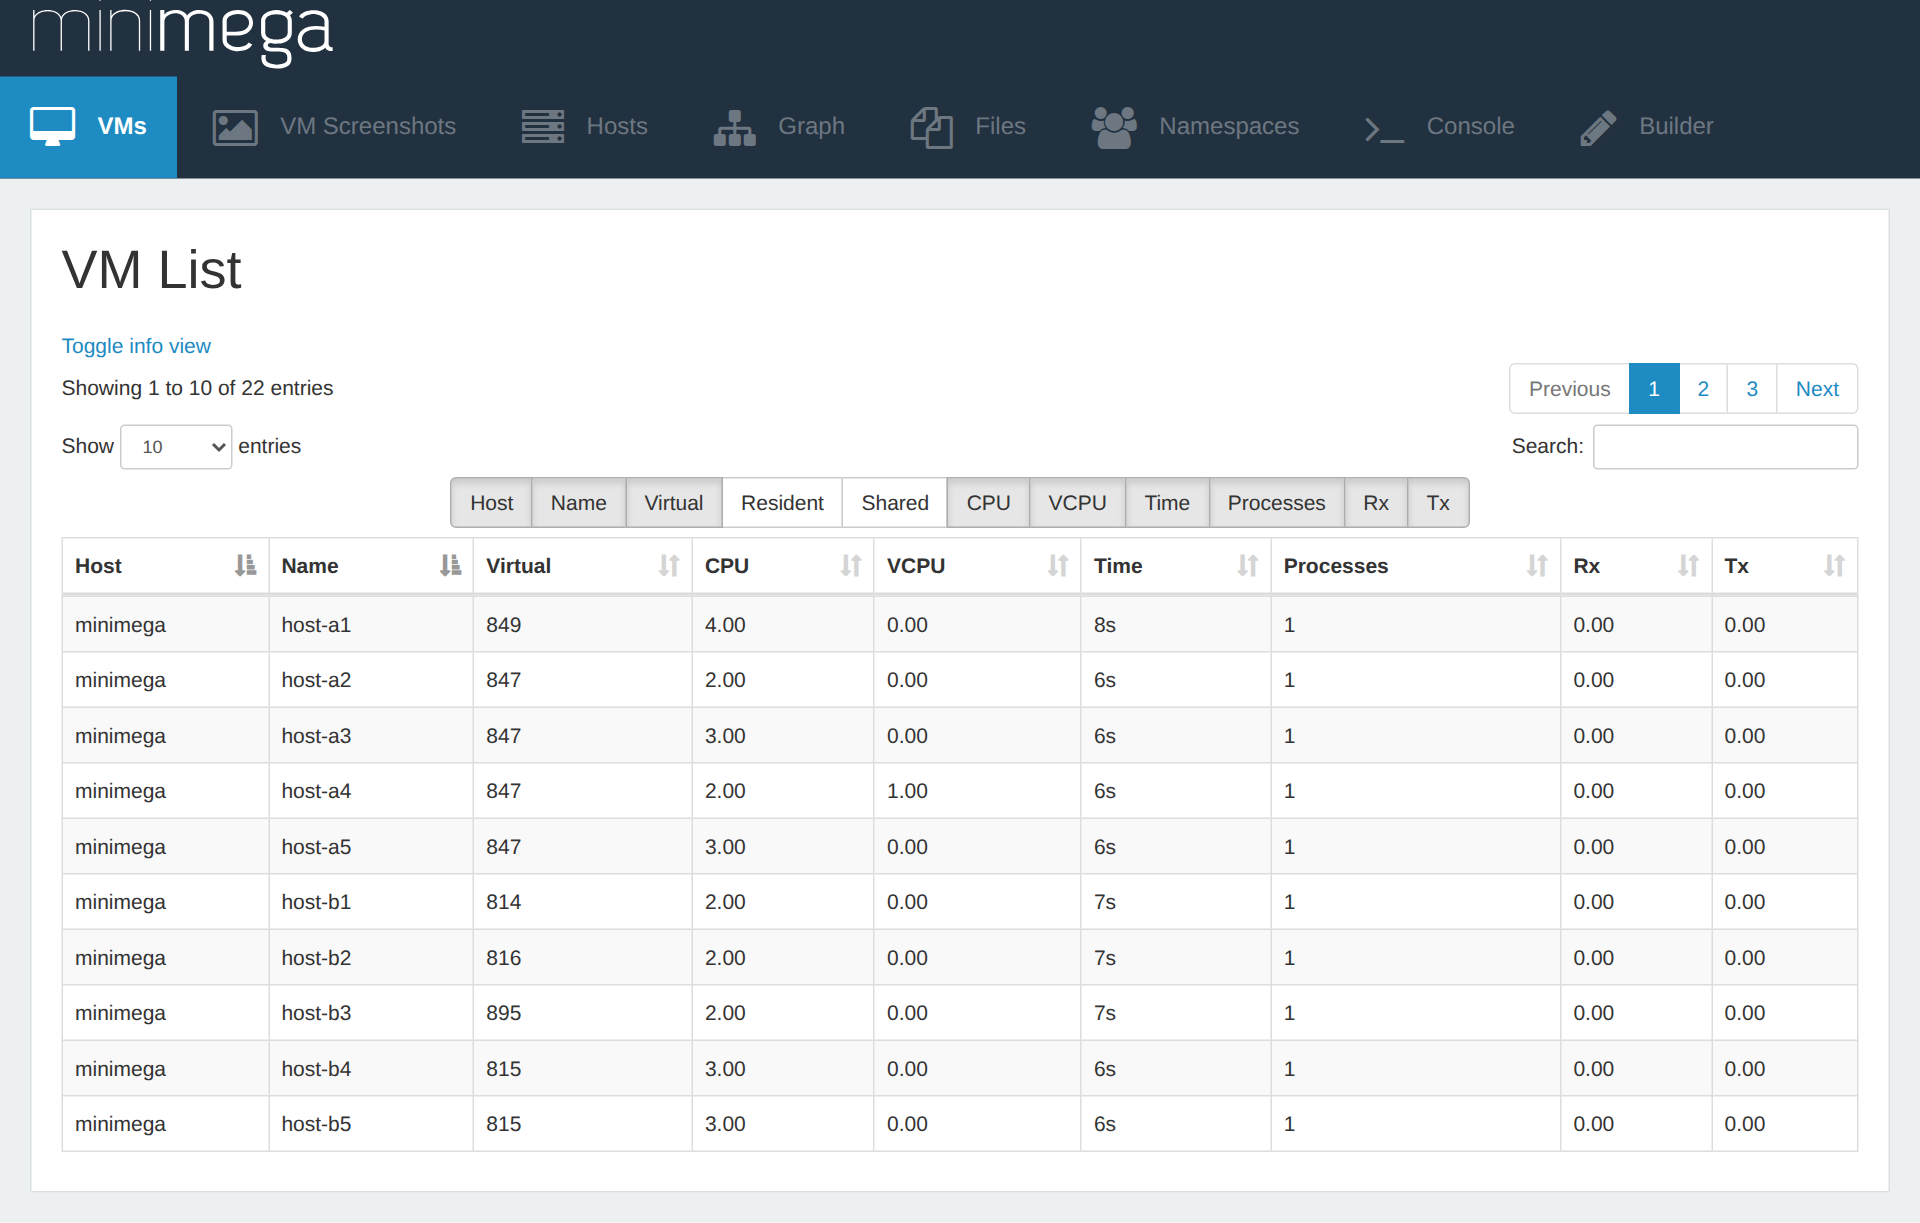 minimega
VMs VM Screenshots Hosts Graph Files Namespaces Console Builder
VM List
Toggle info view
Showing 1 to 10 of 22 entries
Previous 1 2 3 Next
Show 10 entries
Search:
Host Name Virtual Resident Shared CPU VCPU Time Processes Rx Tx
Host Name Virtual CPU VCPU Time Processes Rx Tx
minimega host-a1 849 4.00 0.00 8s 1 0.00 0.00
minimega host-a2 847 2.00 0.00 6s 1 0.00 0.00
minimega host-a3 847 3.00 0.00 6s 1 0.00 0.00
minimega host-a4 847 2.00 1.00 6s 1 0.00 0.00
minimega host-a5 847 3.00 0.00 6s 1 0.00 0.00
minimega host-b1 814 2.00 0.00 7s 1 0.00 0.00
minimega host-b2 816 2.00 0.00 7s 1 0.00 0.00
minimega host-b3 895 2.00 0.00 7s 1 0.00 0.00
minimega host-b4 815 3.00 0.00 6s 1 0.00 0.00
minimega host-b5 815 3.00 0.00 6s 1 0.00 0.00